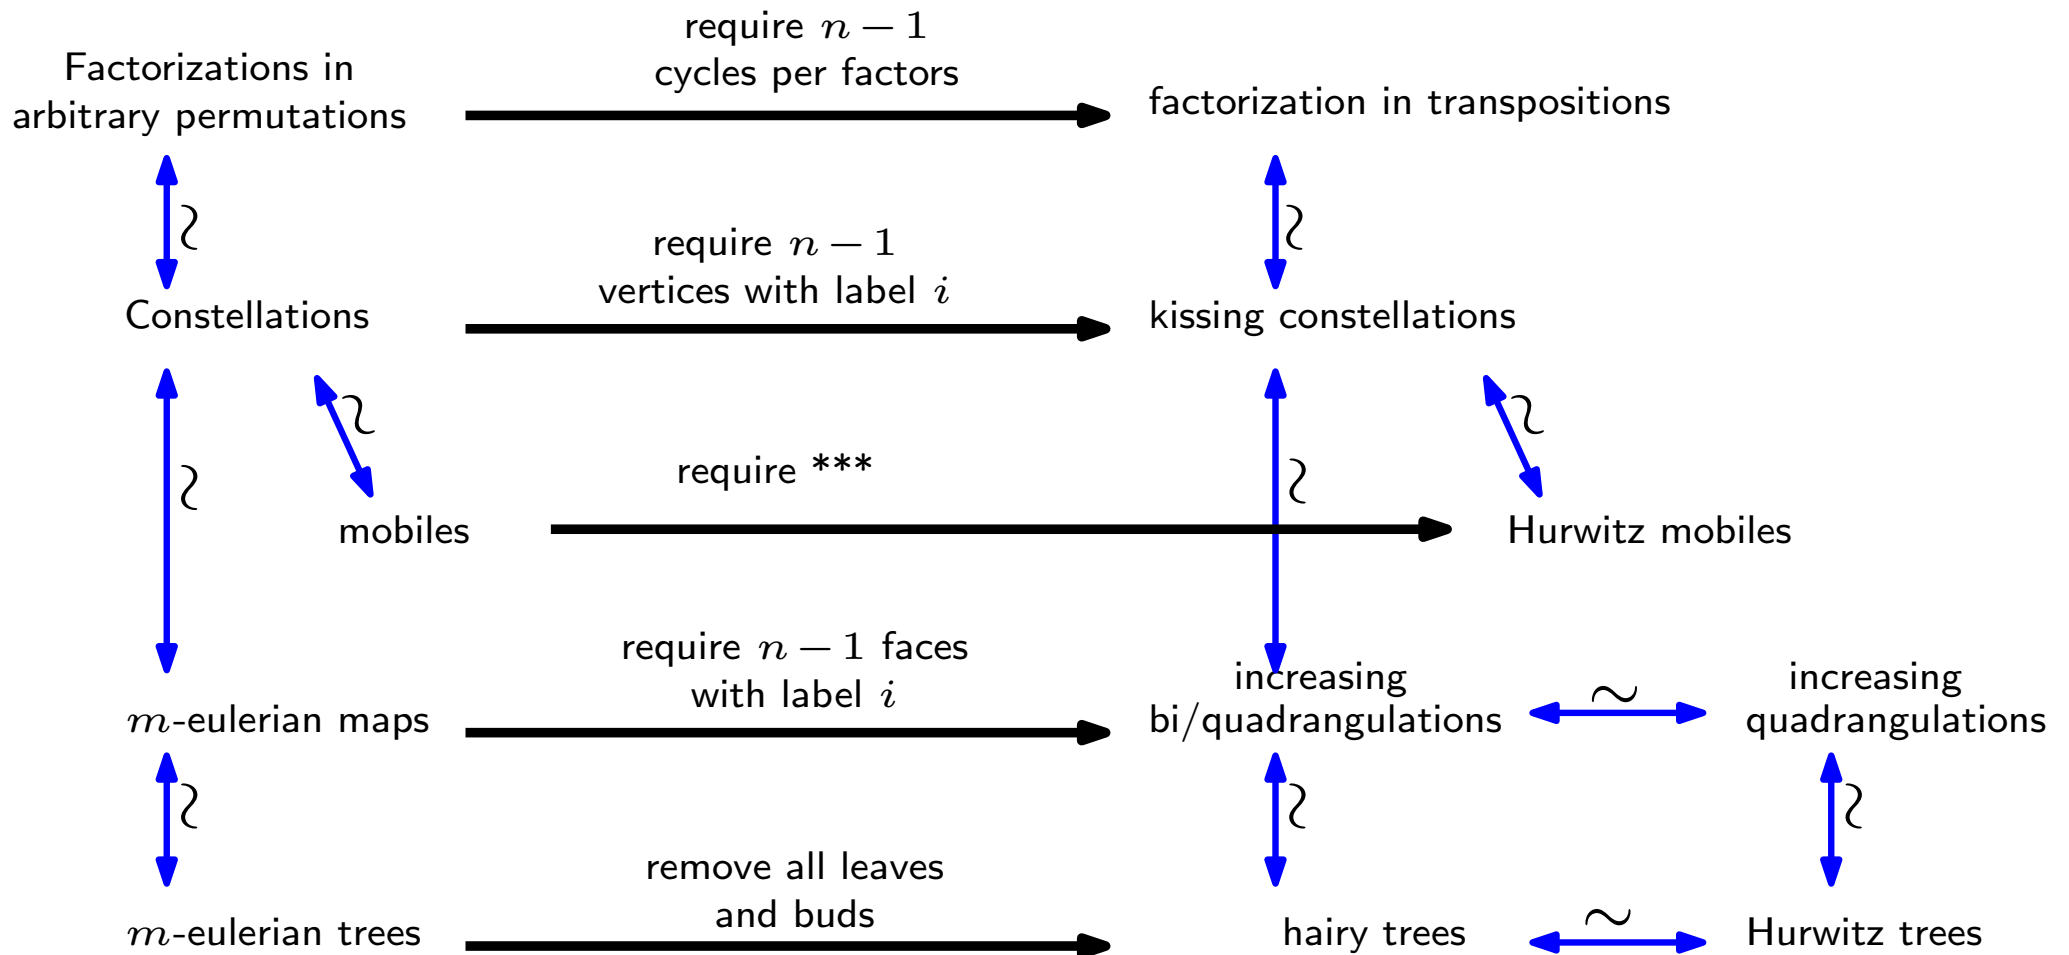 require n − 1
cycles per factors
Factorizations in
arbitrary permutations
factorization in transpositions
~
~
require n − 1
vertices with label i
Constellations
kissing constellations
~
~
require ***
~
~
mobiles
Hurwitz mobiles
require n − 1 faces
with label i
m-eulerian maps
increasing
bi/quadrangulations
~
increasing
quadrangulations
~
~
~
remove all leaves
and buds
m-eulerian trees
hairy trees
~
Hurwitz trees